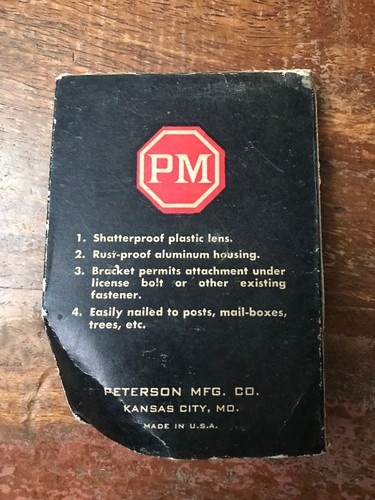 PM
1. Shatterproof plastic lens.
2. Rust-proof aluminum housing.
3. Bracket permits attachment under
license bolt or other existing
fastener.
4. Easily nailed to posts, mail-boxes,
trees, etc.
PETERSON MFG. CO.
KANSAS CITY, MO.
MADE IN U.S.A.